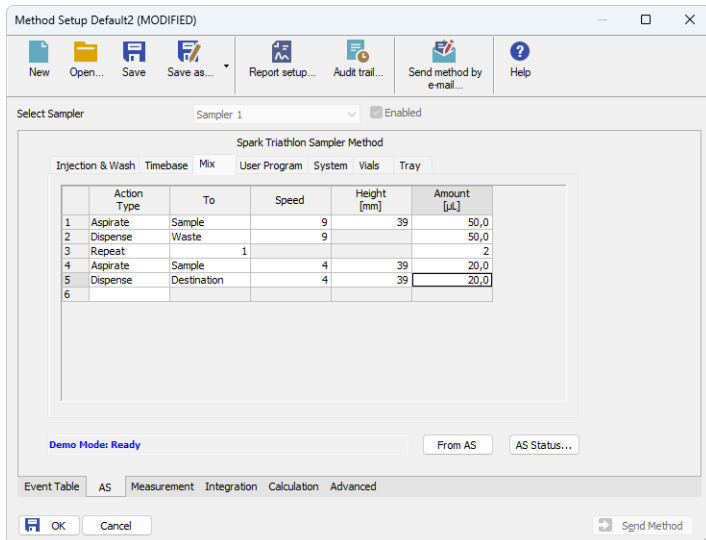 Method Setup Default2 (MODIFIED)
New Open... Save Save as... Report setup... Audit trail... Send method by e-mail... Help
Select Sampler Sampler 1 Enabled
Spark Triathlon Sampler Method
Injection & Wash Timebase Mix User Program System Vials Tray
Action Type To Speed Height [mm] Amount [µL]
1 Aspirate Sample 9 39 50,0
2 Dispense Waste 9 50,0
3 Repeat 1 2
4 Aspirate Sample 4 39 20,0
5 Dispense Destination 4 39 20,0
6
Demo Mode: Ready From AS AS Status...
Event Table AS Measurement Integration Calculation Advanced
OK Cancel Send Method